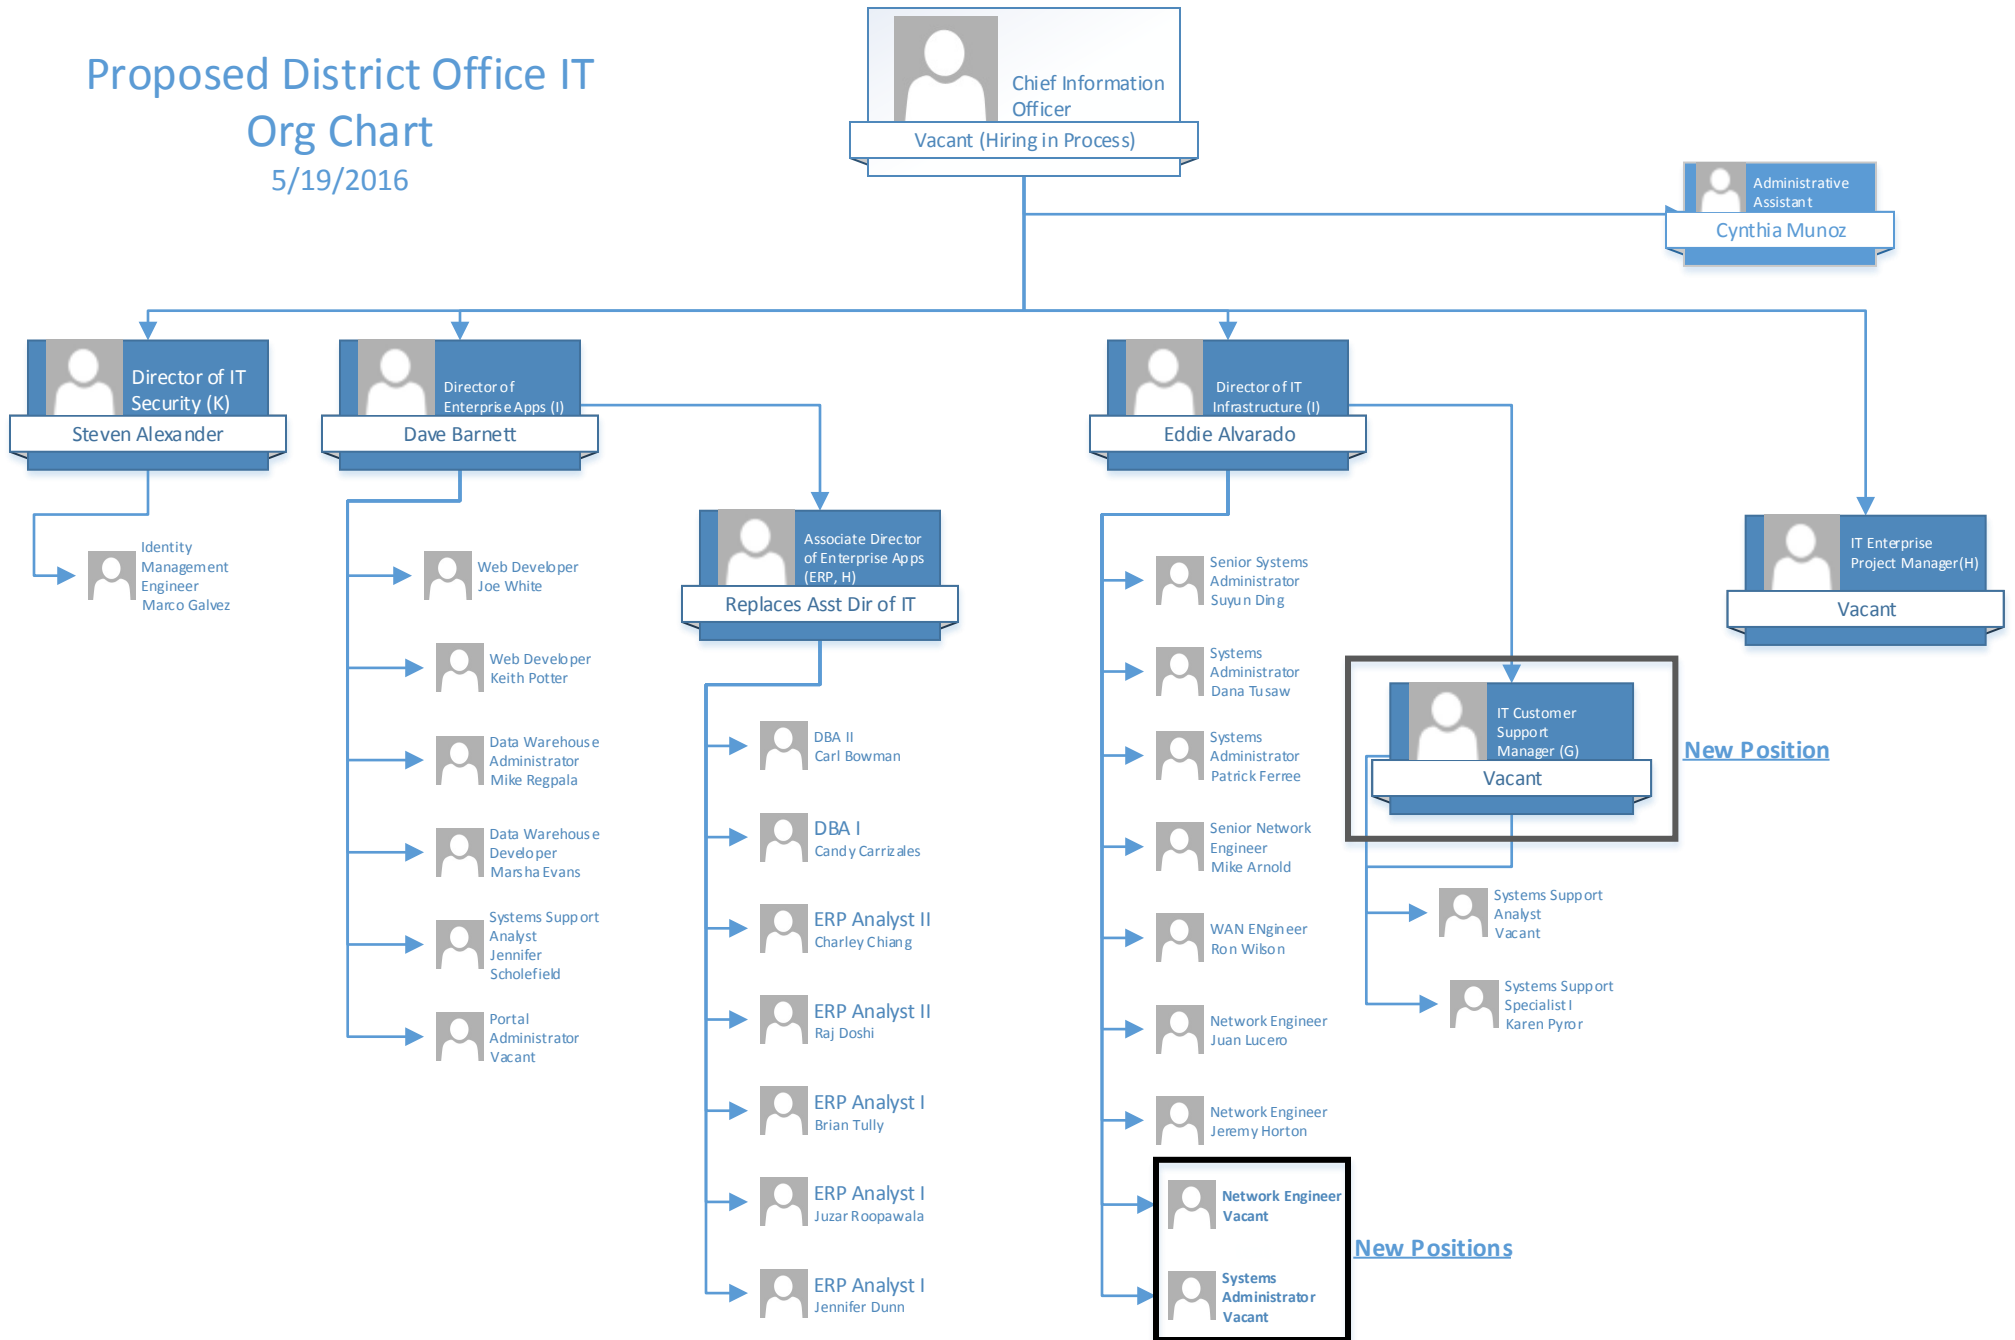 Proposed District Office IT
Org Chart
5/19/2016
Chief Information
Officer
Vacant (Hiring in Process)
Administrative
Assistant
Cynthia Munoz
Director of IT
Security (K)
Steven Alexander
Director of
Enterprise Apps (I)
Dave Barnett
Director of IT
Infrastructure (I)
Eddie Alvarado
Identity
Management
Engineer
Marco Galvez
Web Developer
Joe White
Web Developer
Keith Potter
Data Warehouse
Administrator
Mike Regpala
Data Warehouse
Developer
Marsha Evans
Systems Support
Analyst
Jennifer
Scholefield
Portal
Administrator
Vacant
Associate Director
of Enterprise Apps
(ERP, H)
Replaces Asst Dir of IT
DBA II
Carl Bowman
DBA I
Candy Carrizales
ERP Analyst II
Charley Chiang
ERP Analyst II
Raj Doshi
ERP Analyst I
Brian Tully
ERP Analyst I
Juzar Roopawala
ERP Analyst I
Jennifer Dunn
Senior Systems
Administrator
Suyun Ding
Systems
Administrator
Dana Tusaw
Systems
Administrator
Patrick Ferree
Senior Network
Engineer
Mike Arnold
WAN ENgineer
Ron Wilson
Network Engineer
Juan Lucero
Network Engineer
Jeremy Horton
Network Engineer
Vacant
Systems
Administrator
Vacant
New Positions
IT Customer
Support
Manager (G)
Vacant
New Position
Systems Support
Analyst
Vacant
Systems Support
Specialist I
Karen Pyror
IT Enterprise
Project Manager(H)
Vacant